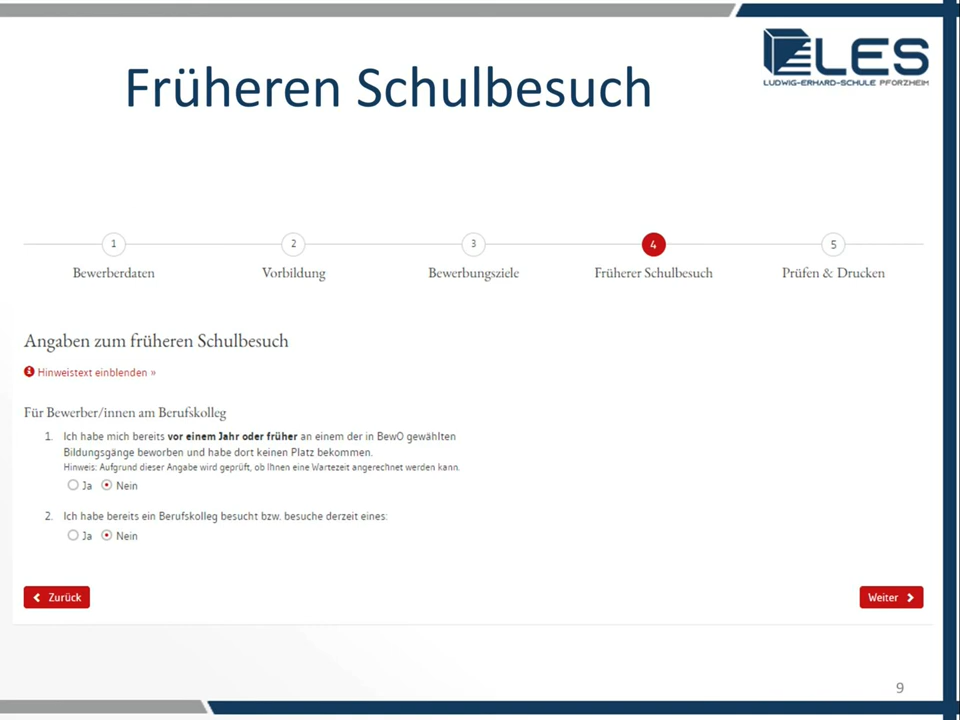 Früheren Schulbesuch
LES
LUDWIG-ERHARD-SCHULE PFORZHEIM
1
2
3
4
5
Bewerberdaten
Vorbildung
Bewerbungsziele
Früherer Schulbesuch
Prüfen & Drucken
Angaben zum früheren Schulbesuch
Hinweistext einblenden »
Für Bewerber/innen am Berufskolleg
1. Ich habe mich bereits vor einem Jahr oder früher an einem der in BewO gewählten
Bildungsgänge beworben und habe dort keinen Platz bekommen.
Hinweis: Aufgrund dieser Angabe wird geprüft, ob Ihnen eine Wartezeit angerechnet werden kann.
Ja Nein
2. Ich habe bereits ein Berufskolleg besucht bzw. besuche derzeit eines:
Ja Nein
Zurück
Weiter
9